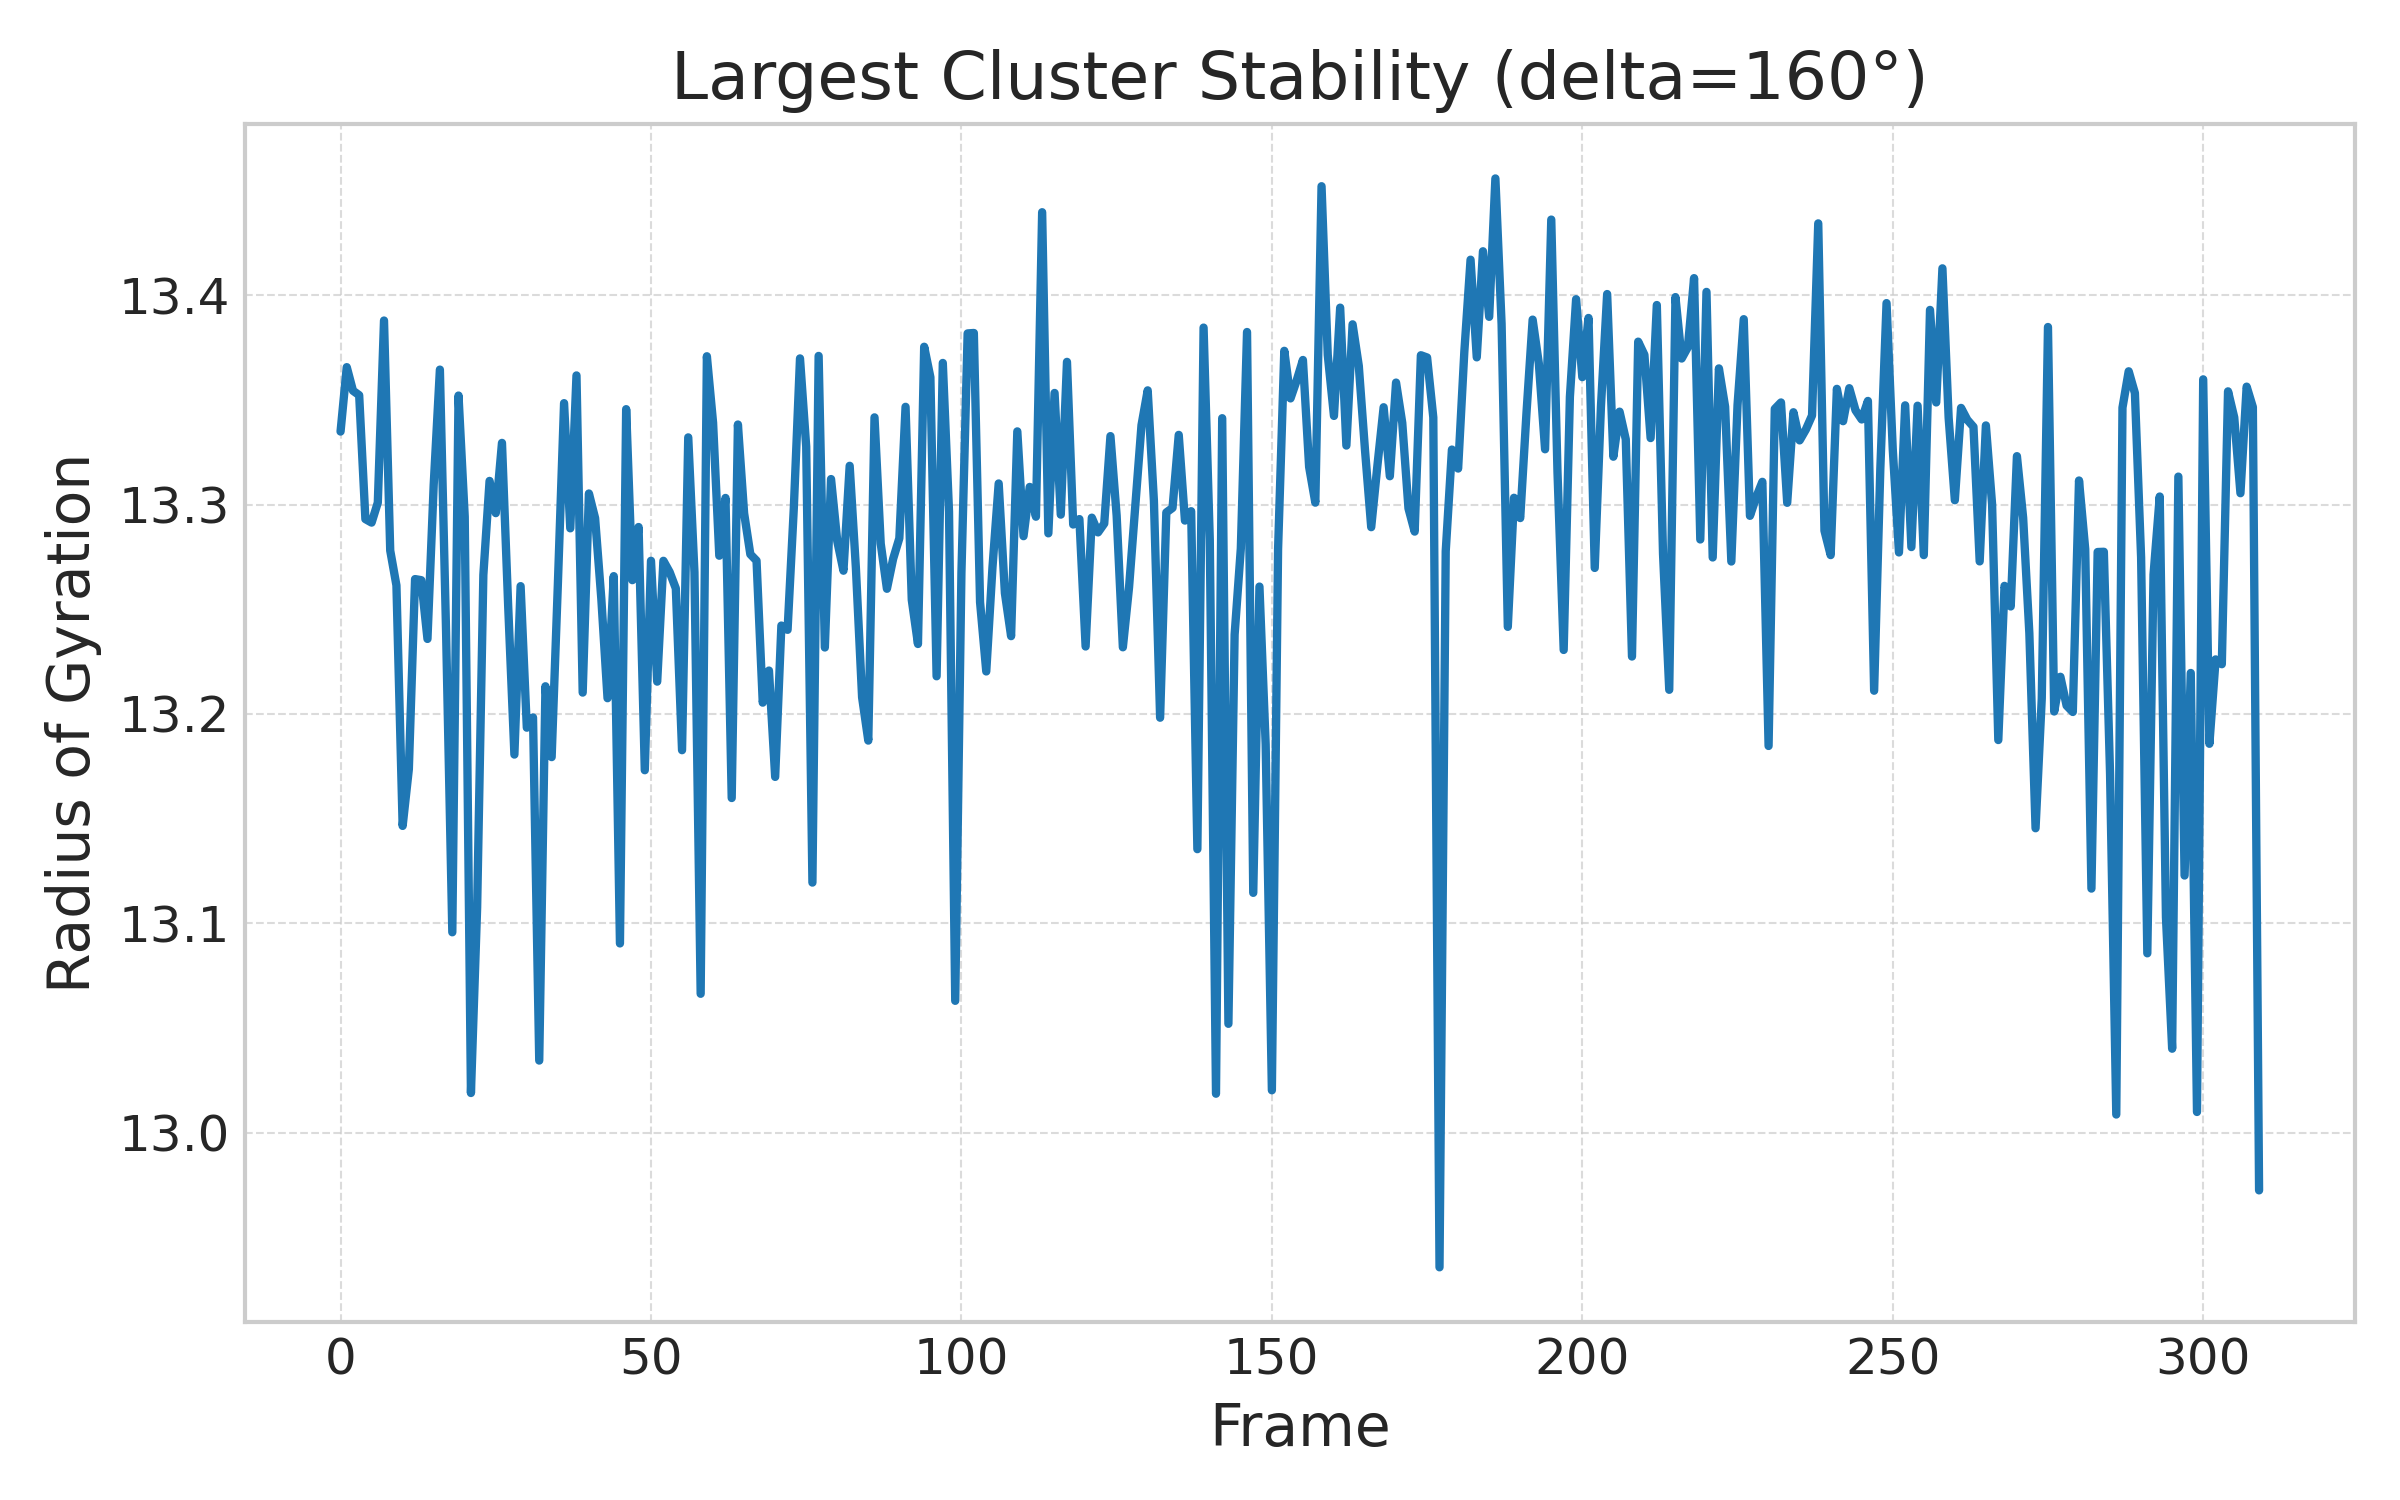 Largest Cluster Stability (delta=160°)
Radius of Gyration
13.4
13.3
13.2
13.1
13.0
0 50 100 150 200 250 300
Frame